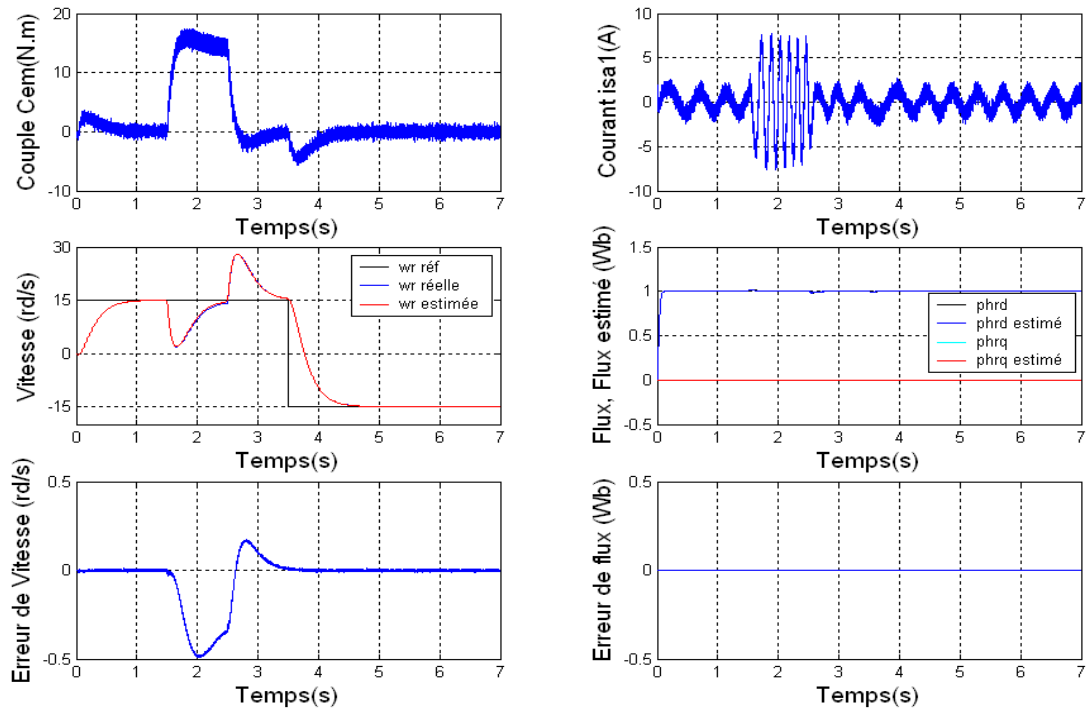 Couple Cem(N.m)
20
10
0
-10
0 1 2 3 4 5 6 7
Temps(s)
Courant isa1(A)
10
5
0
-5
-10
0 1 2 3 4 5 6 7
Temps(s)
Vitesse (rd/s)
30
15
0
-15
0 1 2 3 4 5 6 7
Temps(s)
wr réf
wr réelle
wr estimée
Flux, Flux estimé (Wb)
1.5
1
0.5
0
-0.5
0 1 2 3 4 5 6 7
Temps(s)
phrd
phrd estimé
phrq
phrq estimé
Erreur de Vitesse (rd/s)
0.5
0
-0.5
0 1 2 3 4 5 6 7
Temps(s)
Erreur de flux (Wb)
0.5
0
-0.5
0 1 2 3 4 5 6 7
Temps(s)